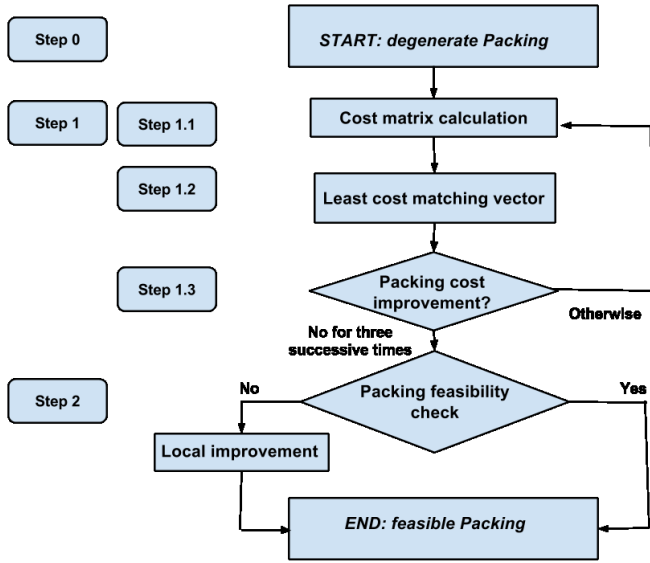 Step 0
START: degenerate Packing
Step 1
Step 1.1
Cost matrix calculation
Step 1.2
Least cost matching vector
Step 1.3
Packing cost
improvement?
Otherwise
No for three
successive times
Step 2
No
Packing feasibility
check
Yes
Local improvement
END: feasible Packing